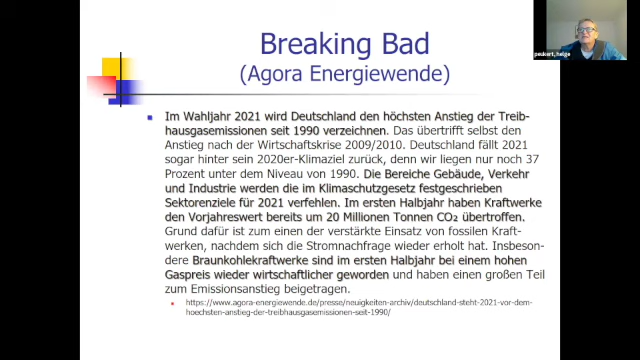 Breaking Bad
(Agora Energiewende)
peukert, helge
Im Wahljahr 2021 wird Deutschland den höchsten Anstieg der Treib-
hausgasemissionen seit 1990 verzeichnen. Das übertrifft selbst den
Anstieg nach der Wirtschaftskrise 2009/2010. Deutschland fällt 2021
sogar hinter sein 2020er-Klimaziel zurück, denn wir liegen nur noch 37
Prozent unter dem Niveau von 1990. Die Bereiche Gebäude, Verkehr
und Industrie werden die im Klimaschutzgesetz festgeschrieben
Sektorenziele für 2021 verfehlen. Im ersten Halbjahr haben Kraftwerke
den Vorjahreswert bereits um 20 Millionen Tonnen CO₂ übertroffen.
Grund dafür ist zum einen der verstärkte Einsatz von fossilen Kraft-
werken, nachdem sich die Stromnachfrage wieder erholt hat. Insbeson-
dere Braunkohlekraftwerke sind im ersten Halbjahr bei einem hohen
Gaspreis wieder wirtschaftlicher geworden und haben einen großen Teil
zum Emissionsanstieg beigetragen.
https://www.agora-energiewende.de/presse/neuigkeiten-archiv/deutschland-steht-2021-vor-dem-
hoechsten-anstieg-der-treibhausgasemissionen-seit-1990/